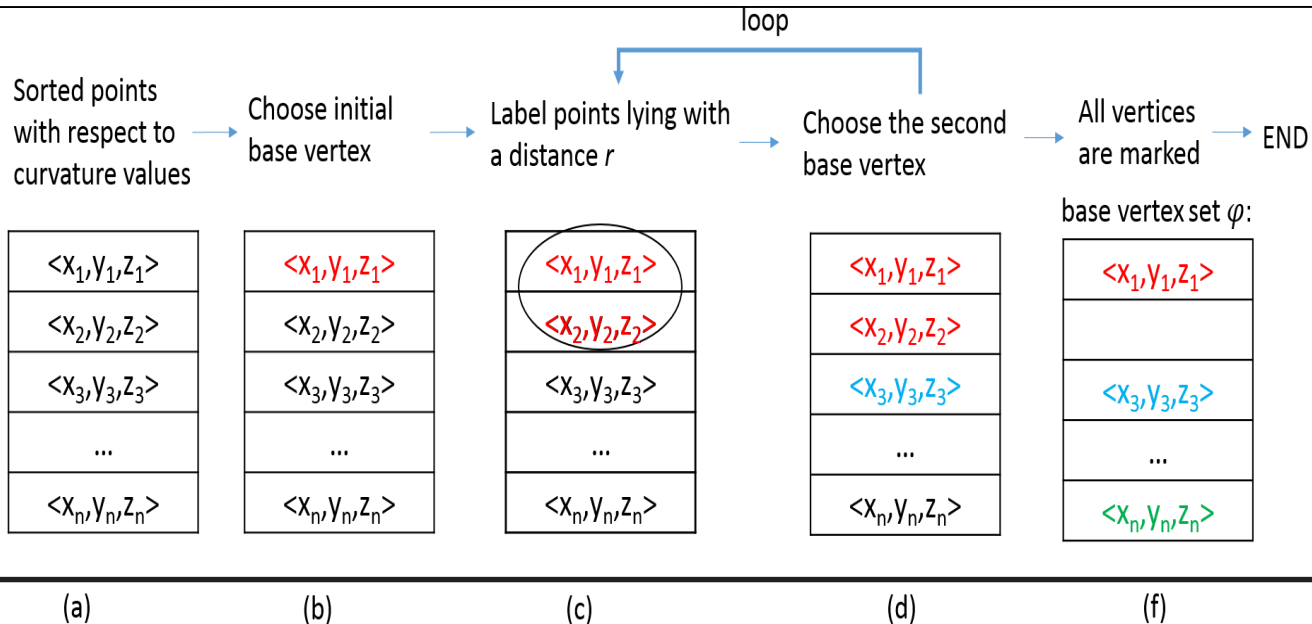 loop
Sorted points
with respect to
curvature values
Choose initial
base vertex
Label points lying with
a distance r
Choose the second
base vertex
All vertices
are marked
END
base vertex set φ:
<x₁,y₁,z₁>
<x₂,y₂,z₂>
<x₃,y₃,z₃>
...
<xₙ,yₙ,zₙ>
<x₁,y₁,z₁>
<x₂,y₂,z₂>
<x₃,y₃,z₃>
...
<xₙ,yₙ,zₙ>
<x₁,y₁,z₁>
<x₂,y₂,z₂>
<x₃,y₃,z₃>
...
<xₙ,yₙ,zₙ>
<x₁,y₁,z₁>
<x₂,y₂,z₂>
<x₃,y₃,z₃>
...
<xₙ,yₙ,zₙ>
<x₁,y₁,z₁>
<x₃,y₃,z₃>
...
<xₙ,yₙ,zₙ>
(a)
(b)
(c)
(d)
(f)